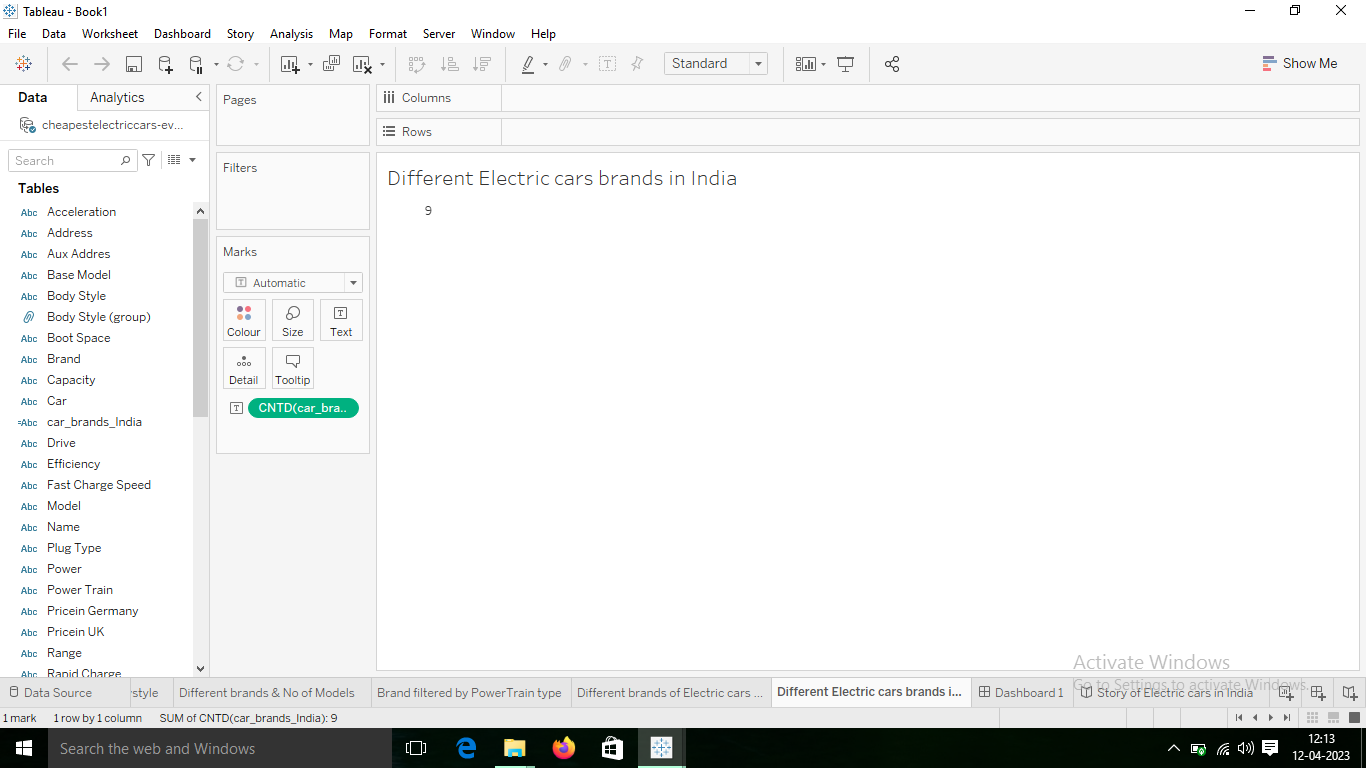 Tableau - Book1
File Data Worksheet Dashboard Story Analysis Map Format Server Window Help
Standard
Show Me
Data Analytics
cheapestelectriccars-ev...
Search
Tables
Abc Acceleration
Abc Address
Abc Aux Addres
Abc Base Model
Abc Body Style
Body Style (group)
Abc Boot Space
Abc Brand
Abc Capacity
Abc Car
=Abc car_brands_India
Abc Drive
Abc Efficiency
Abc Fast Charge Speed
Abc Model
Abc Name
Abc Plug Type
Abc Power
Abc Power Train
Abc Pricein Germany
Abc Pricein UK
Abc Range
Abc Rapid Charge
Pages
Filters
Marks
T Automatic
Colour Size Text
Detail Tooltip
T CNTD(car_bra..
Columns
Rows
Different Electric cars brands in India
9
Activate Windows
Go to Settings to activate Windows.
Data Source style Different brands & No of Models Brand filtered by PowerTrain type Different brands of Electric cars ... Different Electric cars brands i... Dashboard 1 Story of Electric cars in India
1 mark 1 row by 1 column SUM of CNTD(car_brands_India): 9
Search the web and Windows
12:13
12-04-2023